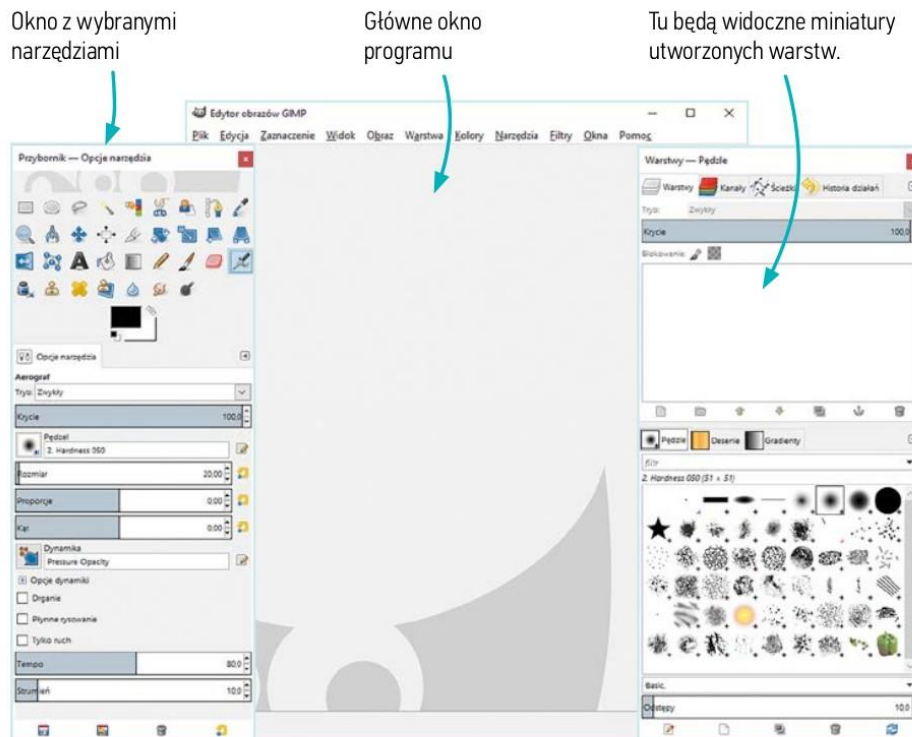 Okno z wybranymi
narzędziami
Główne okno
programu
Tu będą widoczne miniatury
utworzonych warstw.
Edytor obrazów GIMP
Plik Edycja Zaznaczenie Widok Obraz Warstwa Kolory Narzędzia Filtry Okna Pomoc
Przybornik — Opcje narzędzia
Opcje narzędzia
Aerograf
Tryb: Zwykły
Krycie 100,0
Pędzel
2. Hardness 050
Rozmiar 20,00
Proporcje 0,00
Kąt 0,00
Dynamika
Pressure Opacity
Opcje dynamiki
Drganie
Płynne rysowanie
Tylko ruch
Tempo 80,0
Strumień 10,0
Warstwy — Pędzle
Warstwy Kanały Ścieżki Historia działań
Tryb: Zwykły
Krycie 100,0
Blokowanie:
Pędzle Desenie Gradienty
filtr
2. Hardness 050 (51 x 51)
Basic,
Odstępy 10,0